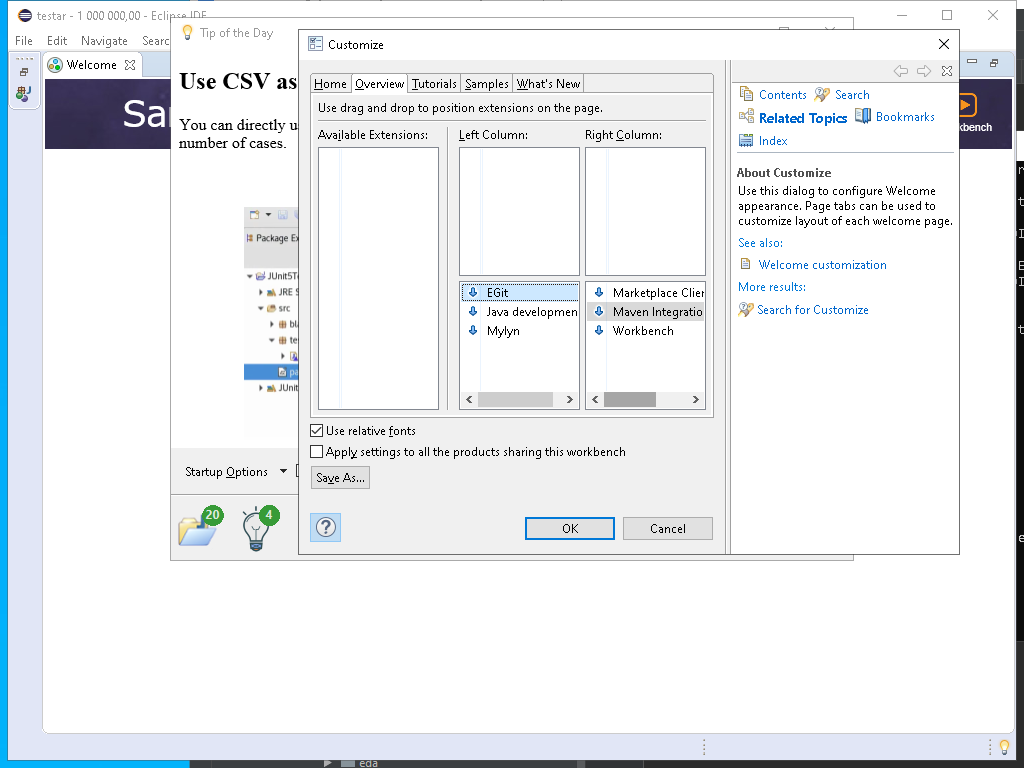 testar - 1 000 000,00 - Eclipse IDE
File Edit Navigate Searc
Welcome
Sa
kbench
Tip of the Day
Use CSV as
You can directly u
number of cases.
Package Ex
JUnit5T
JRE S
src
bl
te
pa
JUnit
Startup Options
20
4
Customize
Home Overview Tutorials Samples What's New
Use drag and drop to position extensions on the page.
Available Extensions: Left Column: Right Column:
EGit
Java developmen
Mylyn
Marketplace Clier
Maven Integratio
Workbench
Use relative fonts
Apply settings to all the products sharing this workbench
Save As...
?
OK Cancel
Contents Search
Related Topics Bookmarks
Index
About Customize
Use this dialog to configure Welcome
appearance. Page tabs can be used to
customize layout of each welcome page.
See also:
Welcome customization
More results:
Search for Customize
eda